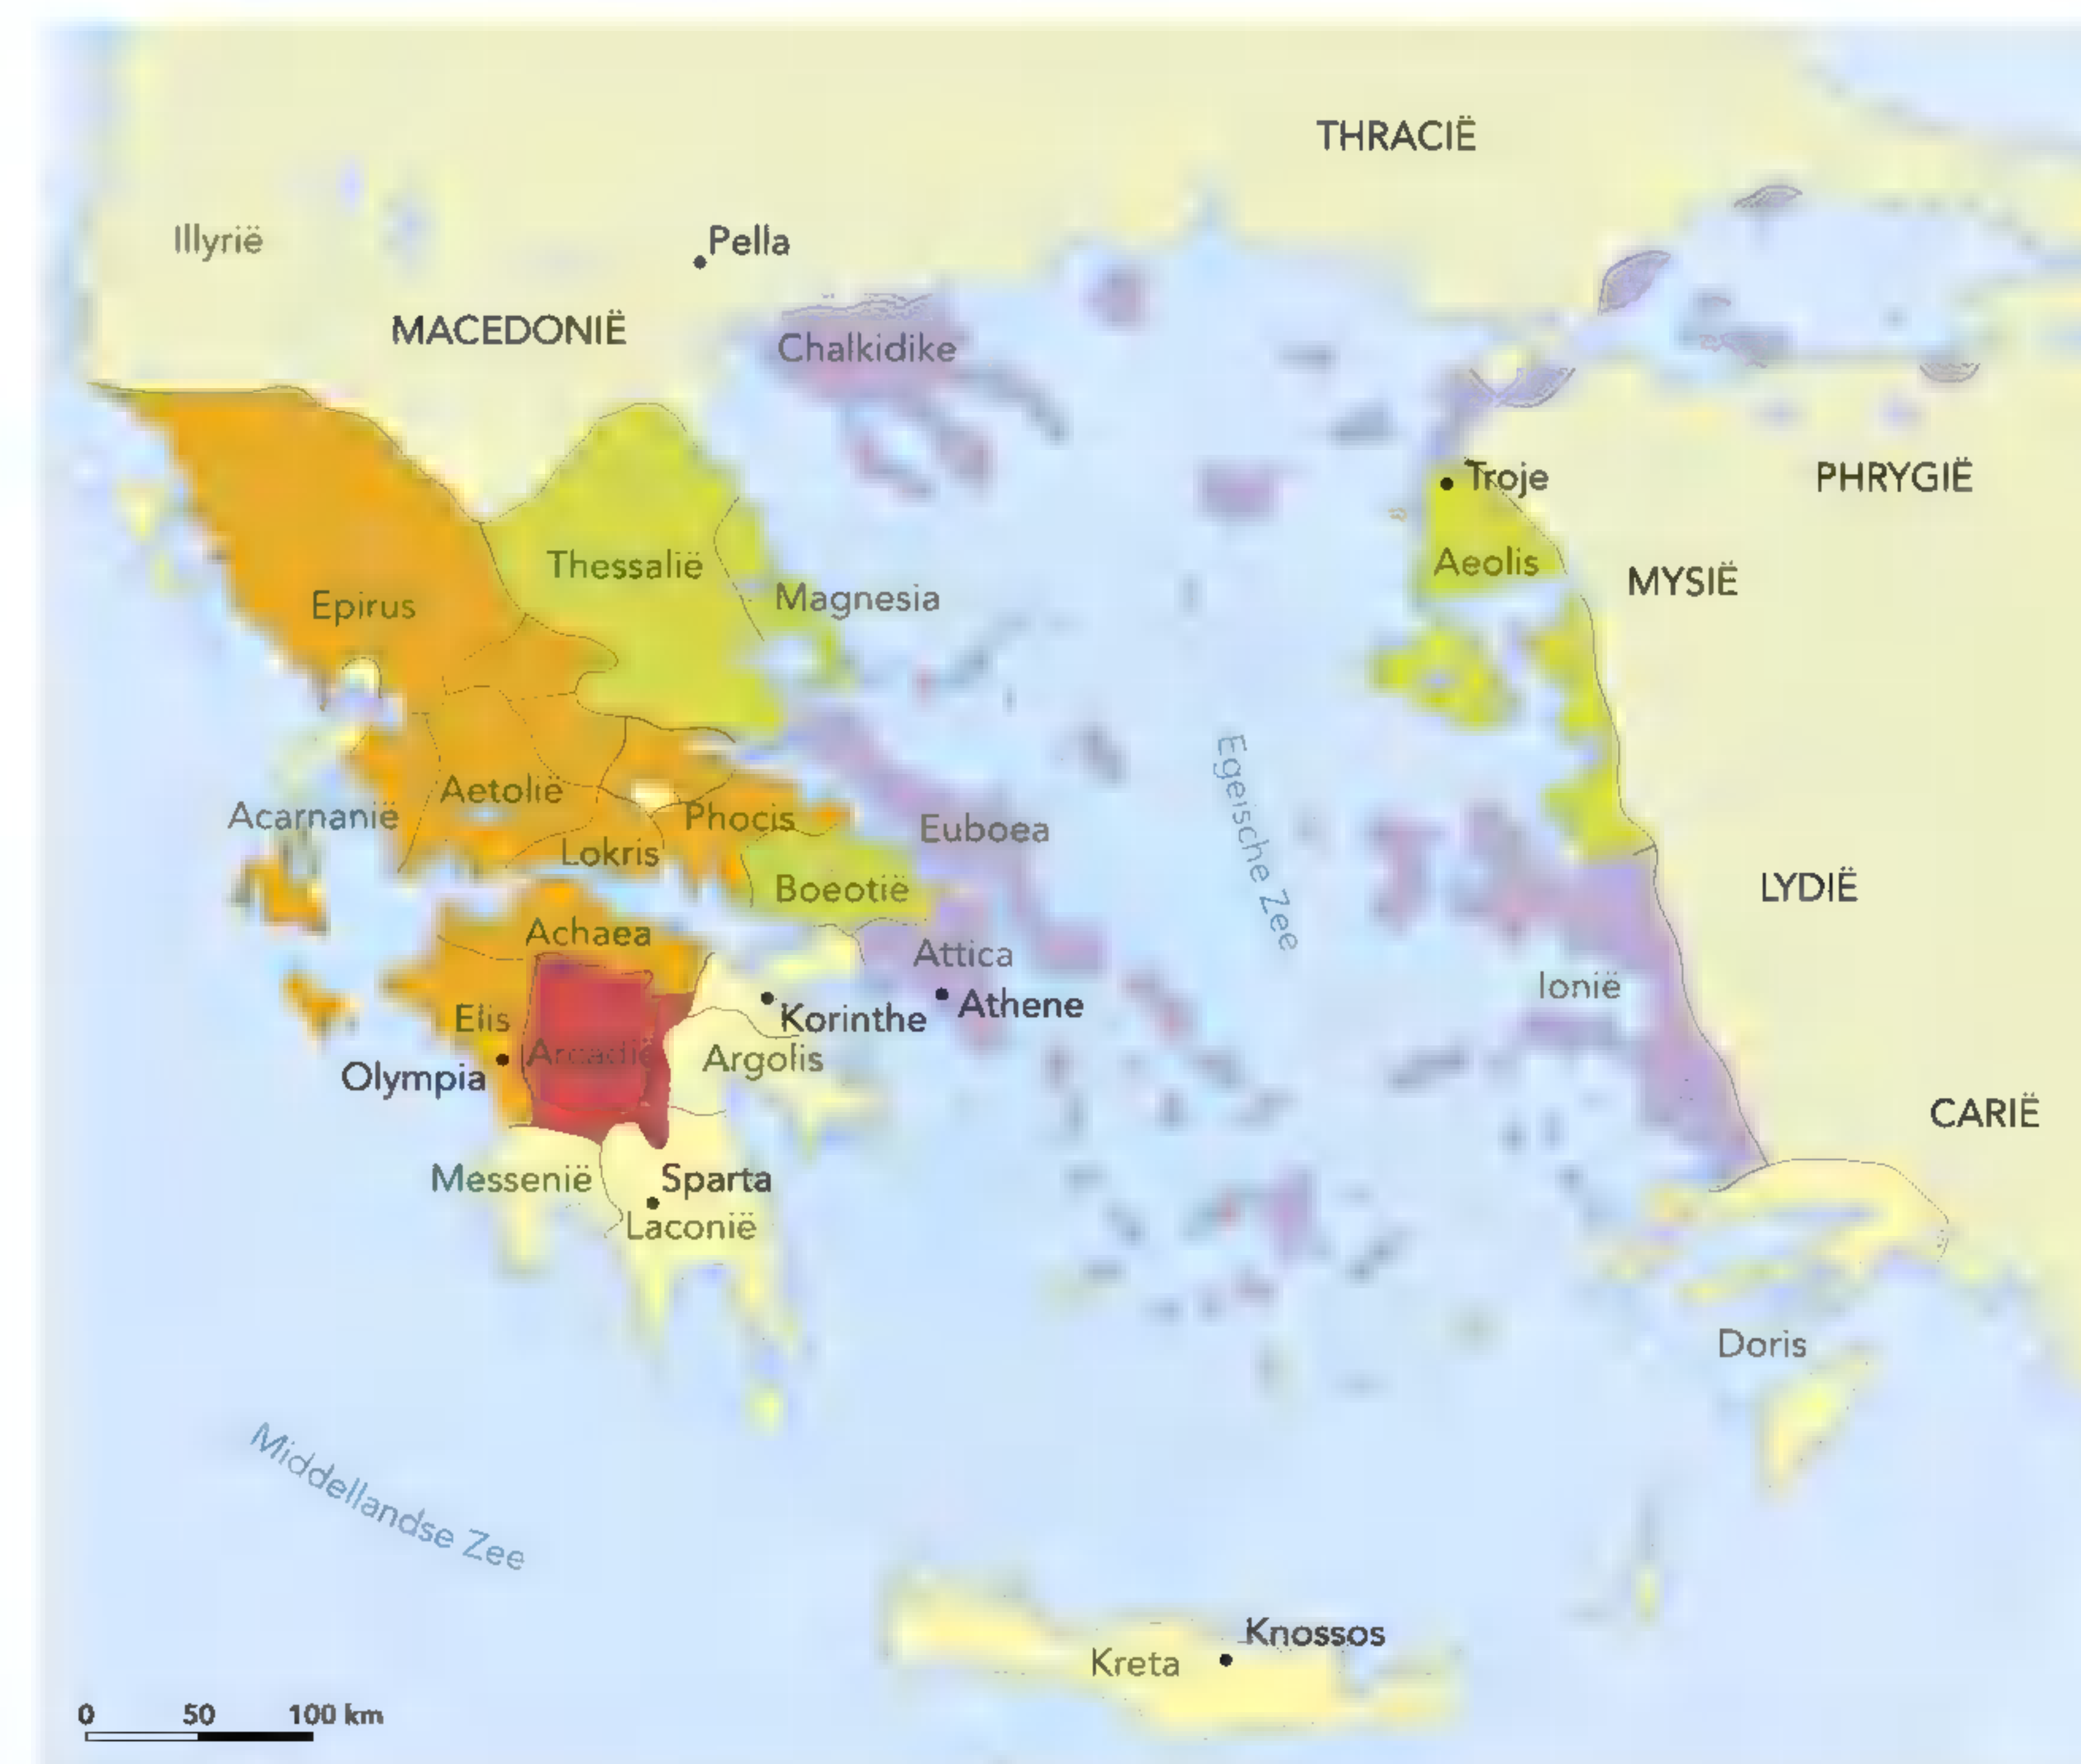 THRACIË
Illyrië
Pella
MACEDONIË
Chalkidike
Troje
PHRYGIË
Thessalië
Aeolis
MYSIË
Epirus
Magnesia
Egeïsche Zee
Aetolië
Acarnanië
Phocis
Euboea
Lokris
Boeotië
LYDIË
Achaea
Attica
Ionië
Elis
Korinthe
Athene
Arcadië
Argolis
Olympia
CARIË
Messenië
Sparta
Laconië
Doris
Middellandse Zee
Knossos
Kreta
0 50 100 km